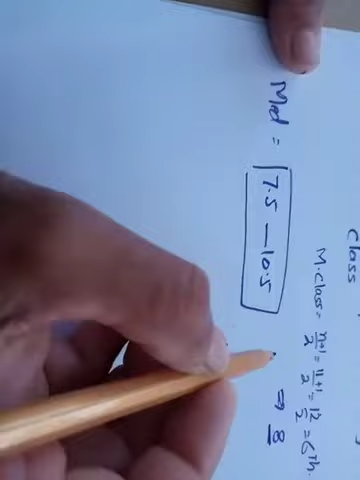 class
M.class = n+1/2 = 11+1/2 = 12/2 = 6th.
Med = 7.5 — 10.5 ⇒ 8